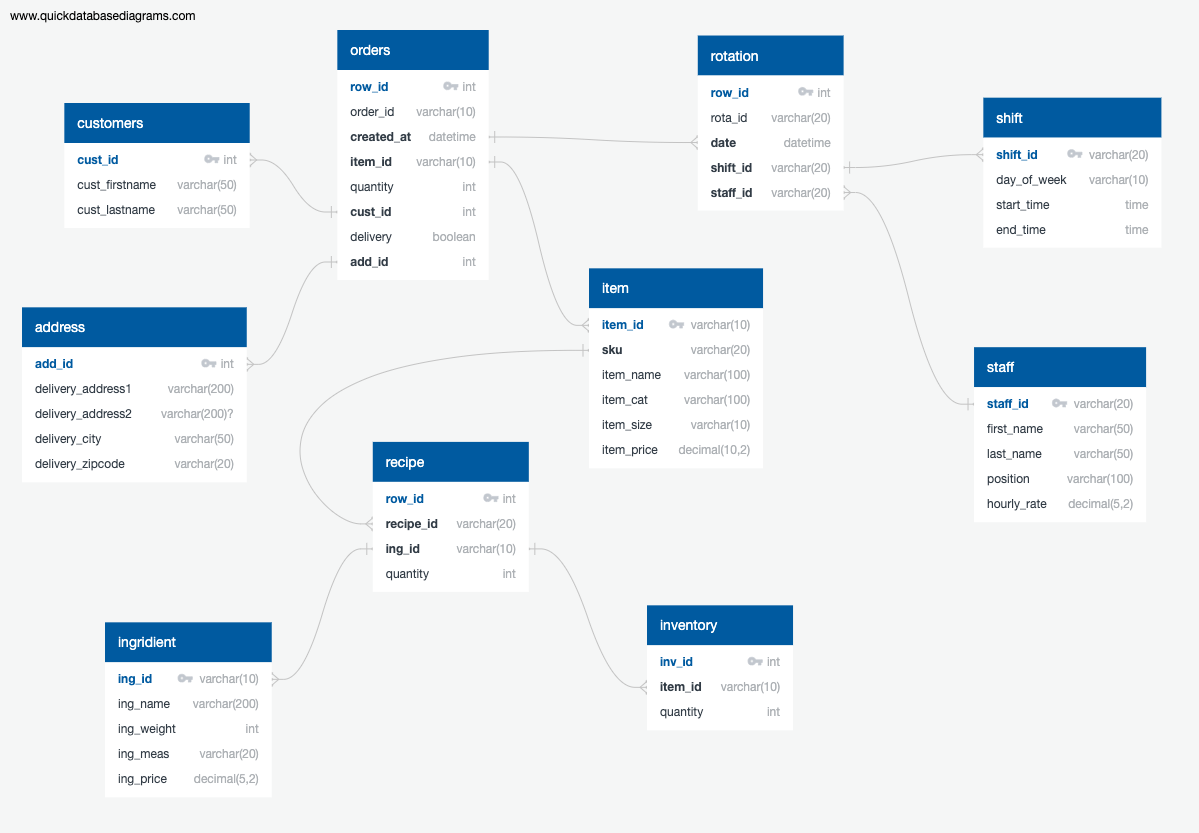 www.quickdatabasediagrams.com
orders
row_id int
order_id varchar(10)
created_at datetime
item_id varchar(10)
quantity int
cust_id int
delivery boolean
add_id int
rotation
row_id int
rota_id varchar(20)
date datetime
shift_id varchar(20)
staff_id varchar(20)
shift
shift_id varchar(20)
day_of_week varchar(10)
start_time time
end_time time
customers
cust_id int
cust_firstname varchar(50)
cust_lastname varchar(50)
item
item_id varchar(10)
sku varchar(20)
item_name varchar(100)
item_cat varchar(100)
item_size varchar(10)
item_price decimal(10,2)
address
add_id int
delivery_address1 varchar(200)
delivery_address2 varchar(200)?
delivery_city varchar(50)
delivery_zipcode varchar(20)
staff
staff_id varchar(20)
first_name varchar(50)
last_name varchar(50)
position varchar(100)
hourly_rate decimal(5,2)
recipe
row_id int
recipe_id varchar(20)
ing_id varchar(10)
quantity int
ingridient
ing_id varchar(10)
ing_name varchar(200)
ing_weight int
ing_meas varchar(20)
ing_price decimal(5,2)
inventory
inv_id int
item_id varchar(10)
quantity int